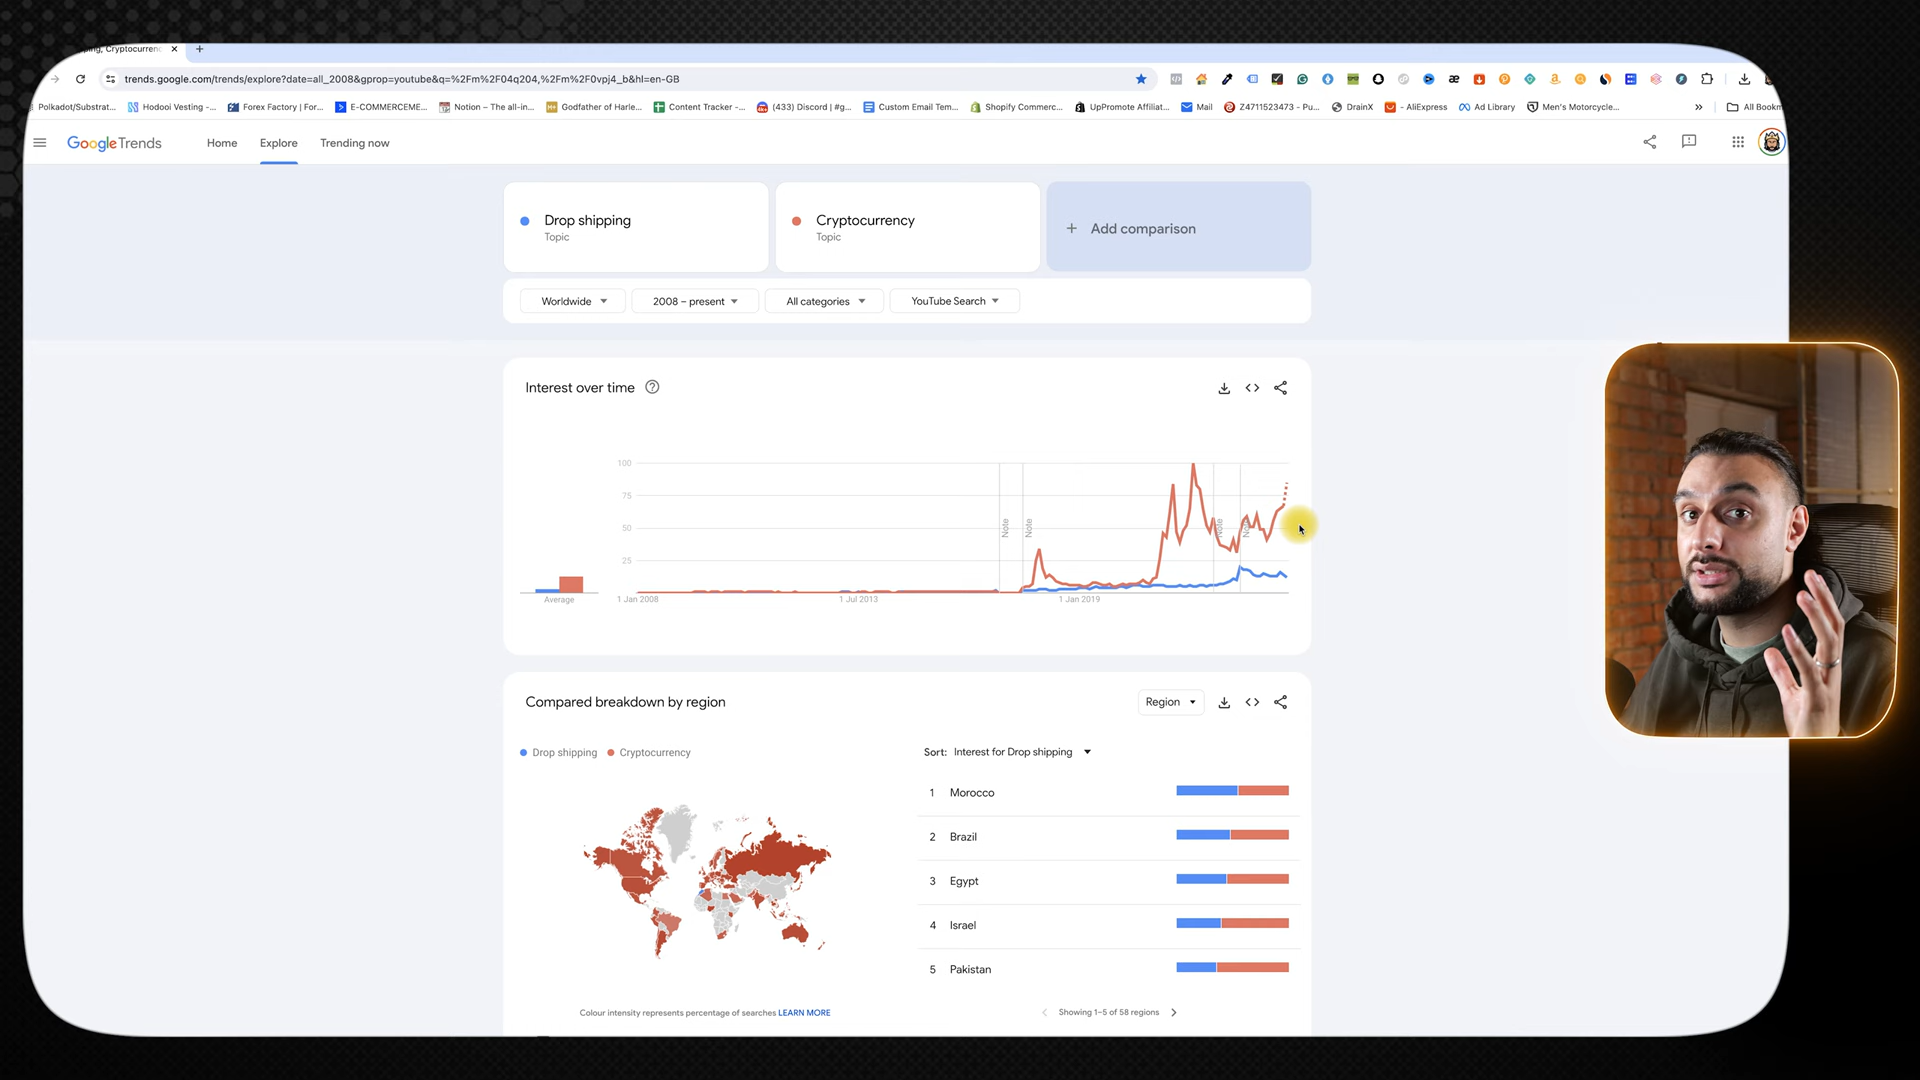 ping, Cryptocurrenc
trends.google.com/trends/explore?date=all_2008&gprop=youtube&q=%2Fm%2F04q204,%2Fm%2F0vpj4_b&hl=en-GB
Polkadot/Substrat... Hodooi Vesting -... Forex Factory | For... E-COMMERCEME... Notion – The all-in... Godfather of Harle... Content Tracker -... (433) Discord | #g... Custom Email Tem... Shopify Commerc... UpPromote Affiliat... Mail Z4711523473 - Pu... DrainX - AliExpress Ad Library Men's Motorcycle... » All Bookm
Google Trends Home Explore Trending now
Drop shipping
Topic
Cryptocurrency
Topic
+ Add comparison
Worldwide 2008 – present All categories YouTube Search
Interest over time
100
75
50
25
Note Note Note
Average
1 Jan 2008 1 Jul 2013 1 Jan 2019
Compared breakdown by region
Region
Drop shipping Cryptocurrency
Sort: Interest for Drop shipping
1 Morocco
2 Brazil
3 Egypt
4 Israel
5 Pakistan
Colour intensity represents percentage of searches LEARN MORE
Showing 1–5 of 58 regions